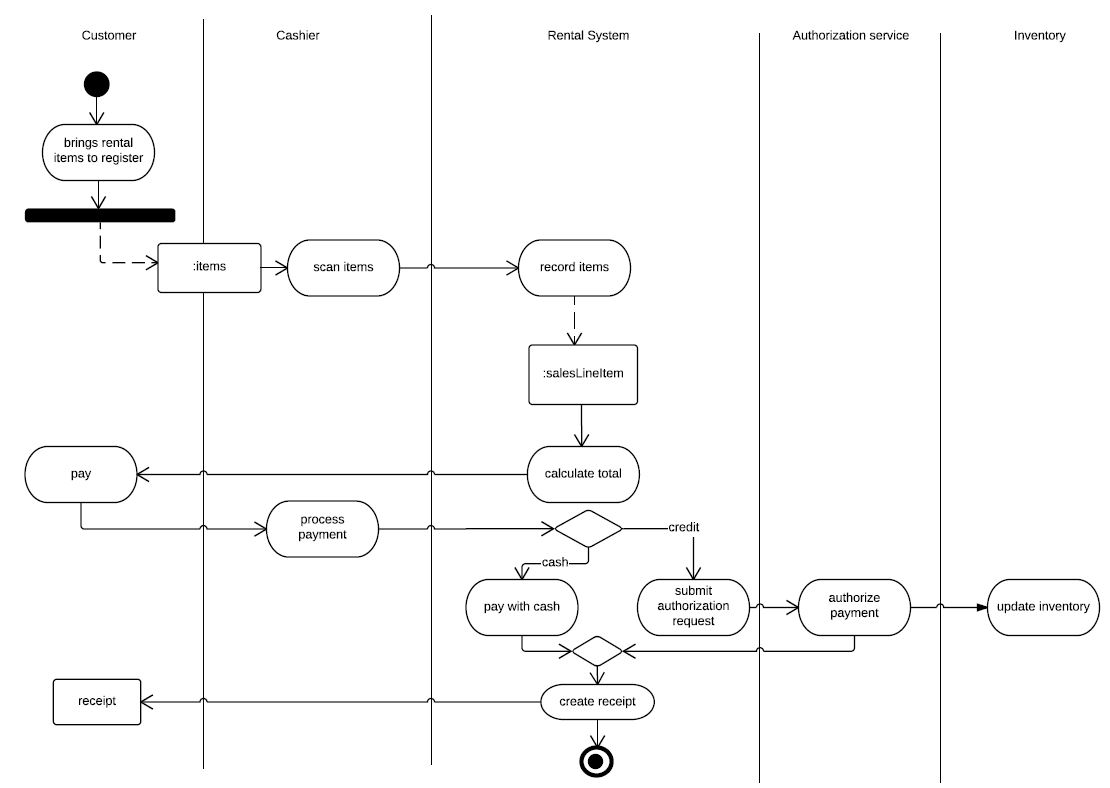 Customer
Cashier
Rental System
Authorization service
Inventory
brings rental
items to register
:items
scan items
record items
:salesLineItem
pay
calculate total
process
payment
credit
cash
pay with cash
submit
authorization
request
authorize
payment
update inventory
receipt
create receipt